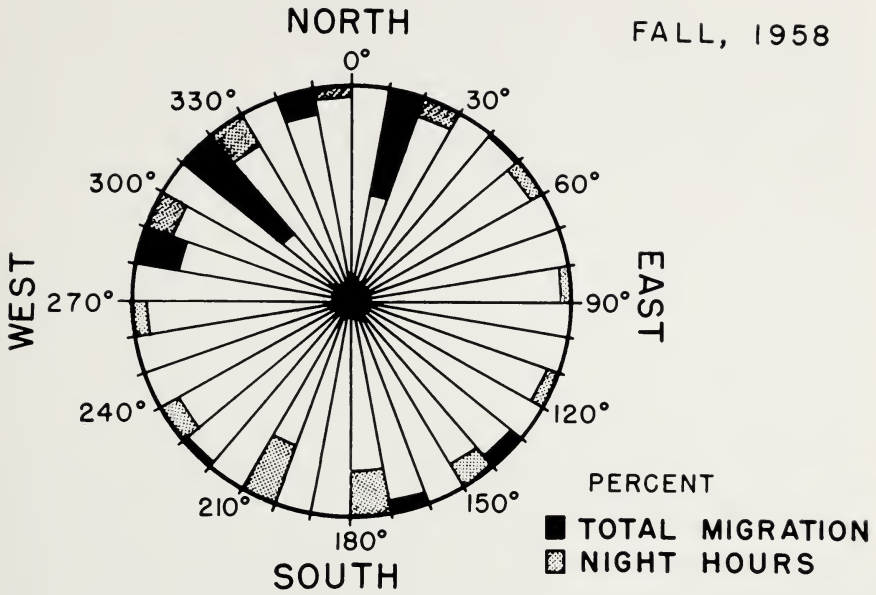 NORTH
FALL, 1958
0°
330°
30°
300°
60°
WEST
270°
90°
EAST
240°
120°
210°
150°
180°
SOUTH
PERCENT
TOTAL MIGRATION
NIGHT HOURS